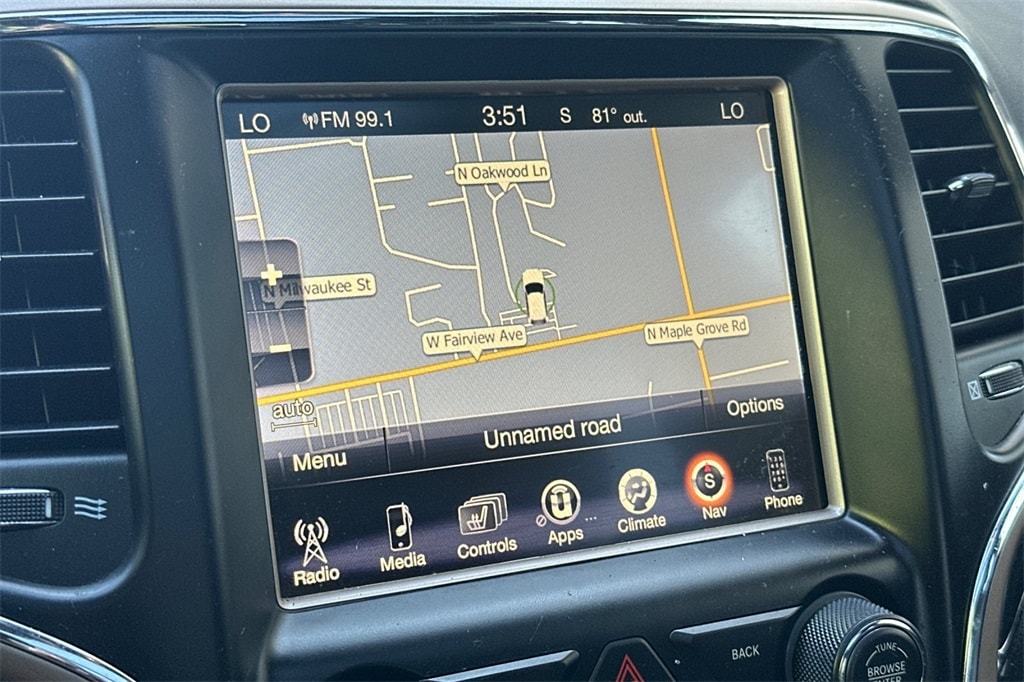 LO FM 99.1 3:51 S 81° out. LO
N Oakwood Ln
N Milwaukee St
W Fairview Ave
N Maple Grove Rd
auto
Menu Unnamed road Options
Radio Media Controls Apps ... Climate S Nav Phone
BACK
TUNE
BROWSE
ENTER